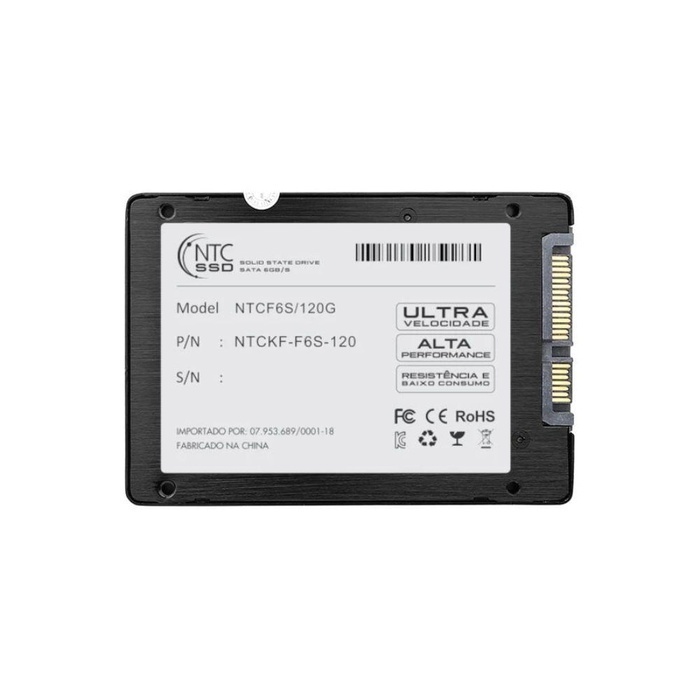 NTC
SSD
SOLID STATE DRIVE
SATA 6GB/S
Model NTCF6S/120G
P/N : NTCKF-F6S-120
S/N :
ULTRA
VELOCIDADE
ALTA
PERFORMANCE
RESISTÊNCIA E
BAIXO CONSUMO
IMPORTADO POR: 07.953.689/0001-18
FABRICADO NA CHINA
FC CE RoHS